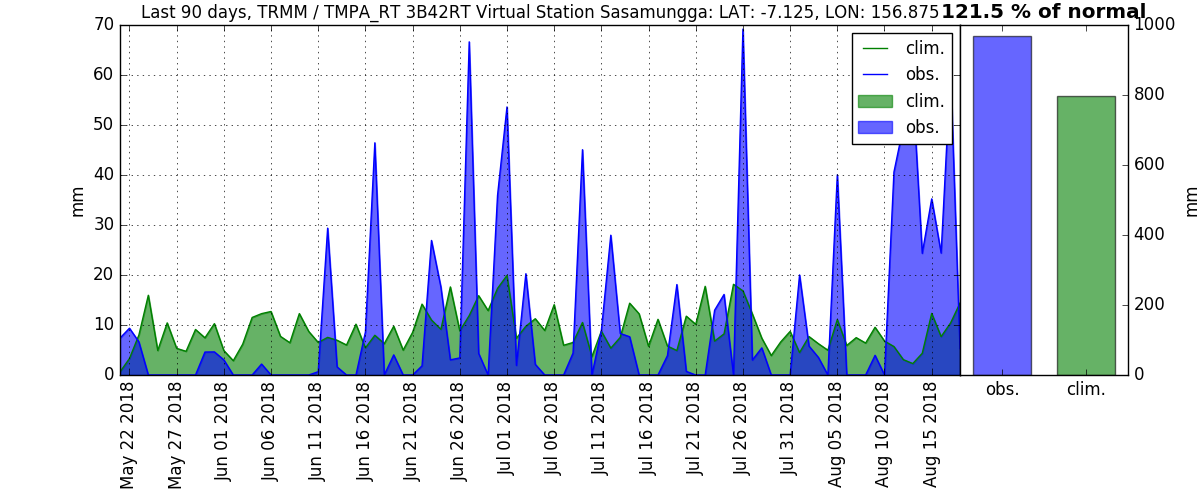 Last 90 days, TRMM / TMPA_RT 3B42RT Virtual Station Sasamungga: LAT: -7.125, LON: 156.875 121.5 % of normal
70
60
50
40
30
20
10
0
mm
clim.
obs.
clim.
obs.
1000
800
600
400
200
0
mm
obs. clim.
May 22 2018
May 27 2018
Jun 01 2018
Jun 06 2018
Jun 11 2018
Jun 16 2018
Jun 21 2018
Jun 26 2018
Jul 01 2018
Jul 06 2018
Jul 11 2018
Jul 16 2018
Jul 21 2018
Jul 26 2018
Jul 31 2018
Aug 05 2018
Aug 10 2018
Aug 15 2018